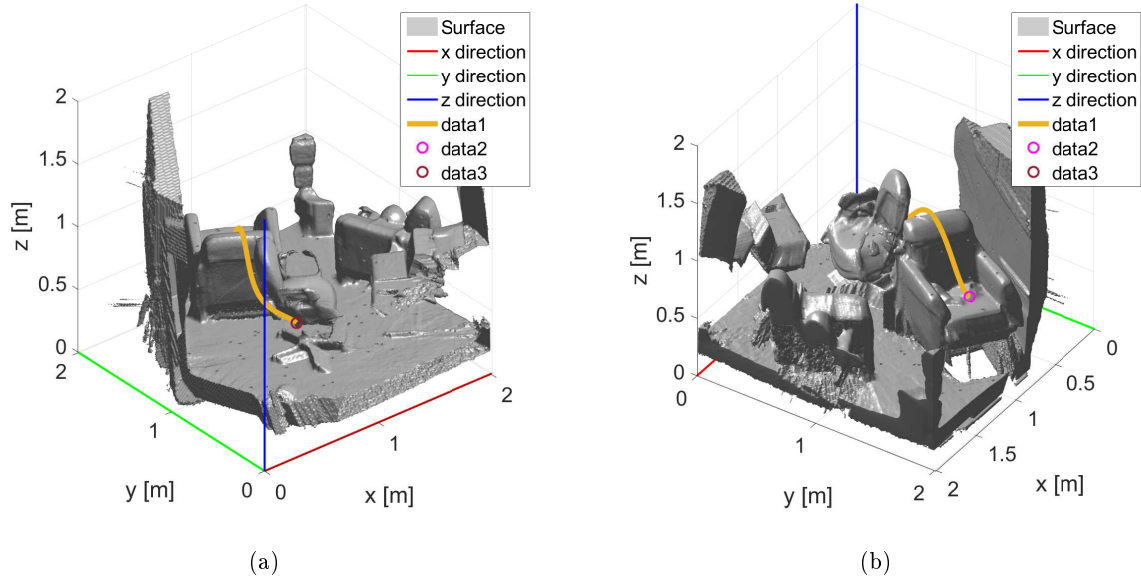 Surface
x direction
y direction
z direction
data1
data2
data3
2
1.5
1
0.5
0
z [m]
2
1
0
y [m]
0
1
2
x [m]
(a)
Surface
x direction
y direction
z direction
data1
data2
data3
2
1.5
1
0.5
0
z [m]
0
1
2
y [m]
0
0.5
1
1.5
2
x [m]
(b)